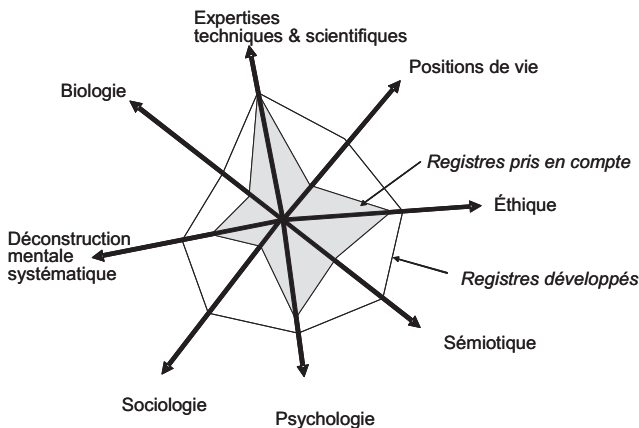 Expertises
techniques & scientifiques
Positions de vie
Biologie
Registres pris en compte
Éthique
Déconstruction
mentale
systématique
Registres développés
Sémiotique
Sociologie
Psychologie